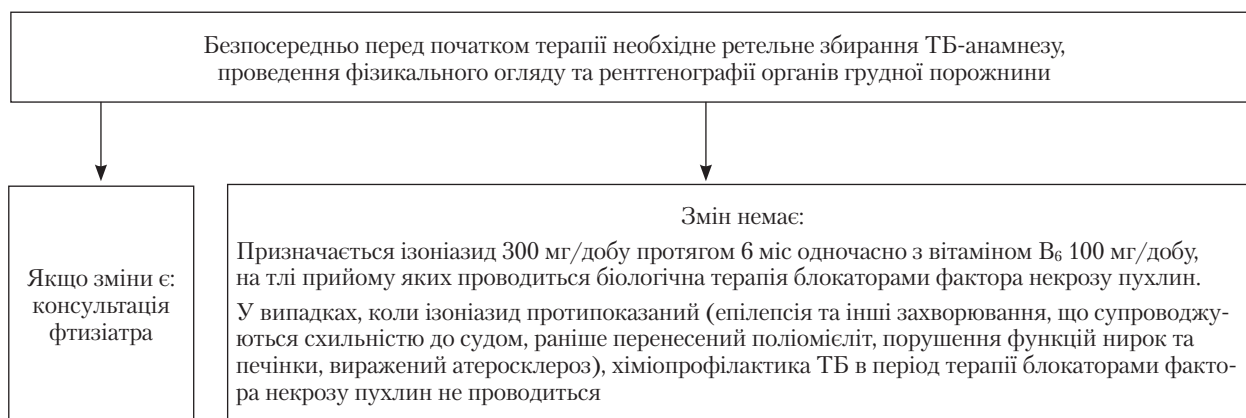 Безпосередньо перед початком терапії необхідне ретельне збирання ТБ-анамнезу,
проведення фізикального огляду та рентгенографії органів грудної порожнини
Якщо зміни є:
консультація
фтизіатра
Змін немає:
Призначається ізоніазид 300 мг/добу протягом 6 міс одночасно з вітаміном В₆ 100 мг/добу,
на тлі прийому яких проводиться біологічна терапія блокаторами фактора некрозу пухлин.
У випадках, коли ізоніазид протипоказаний (епілепсія та інші захворювання, що супроводжу-
ються схильністю до судом, раніше перенесений поліомієліт, порушення функцій нирок та
печінки, виражений атеросклероз), хіміопрофілактика ТБ в період терапії блокаторами факто-
ра некрозу пухлин не проводиться